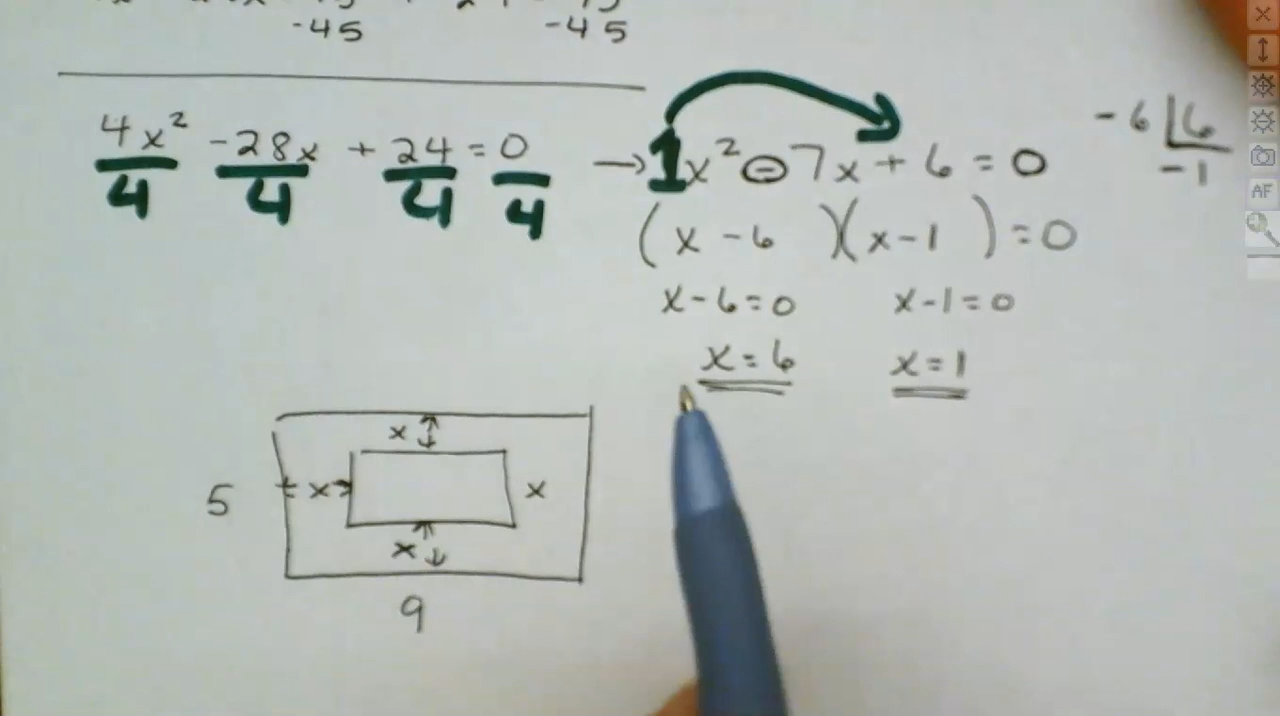 -45 -45
4x² -28x + 24 = 0 → 1x² - 7x + 6 = 0
4 4 4 4
-6 | 6
-1
(x - 6)(x - 1) = 0
x - 6 = 0 x - 1 = 0
x = 6 x = 1
x
5 x x
x
9
AF